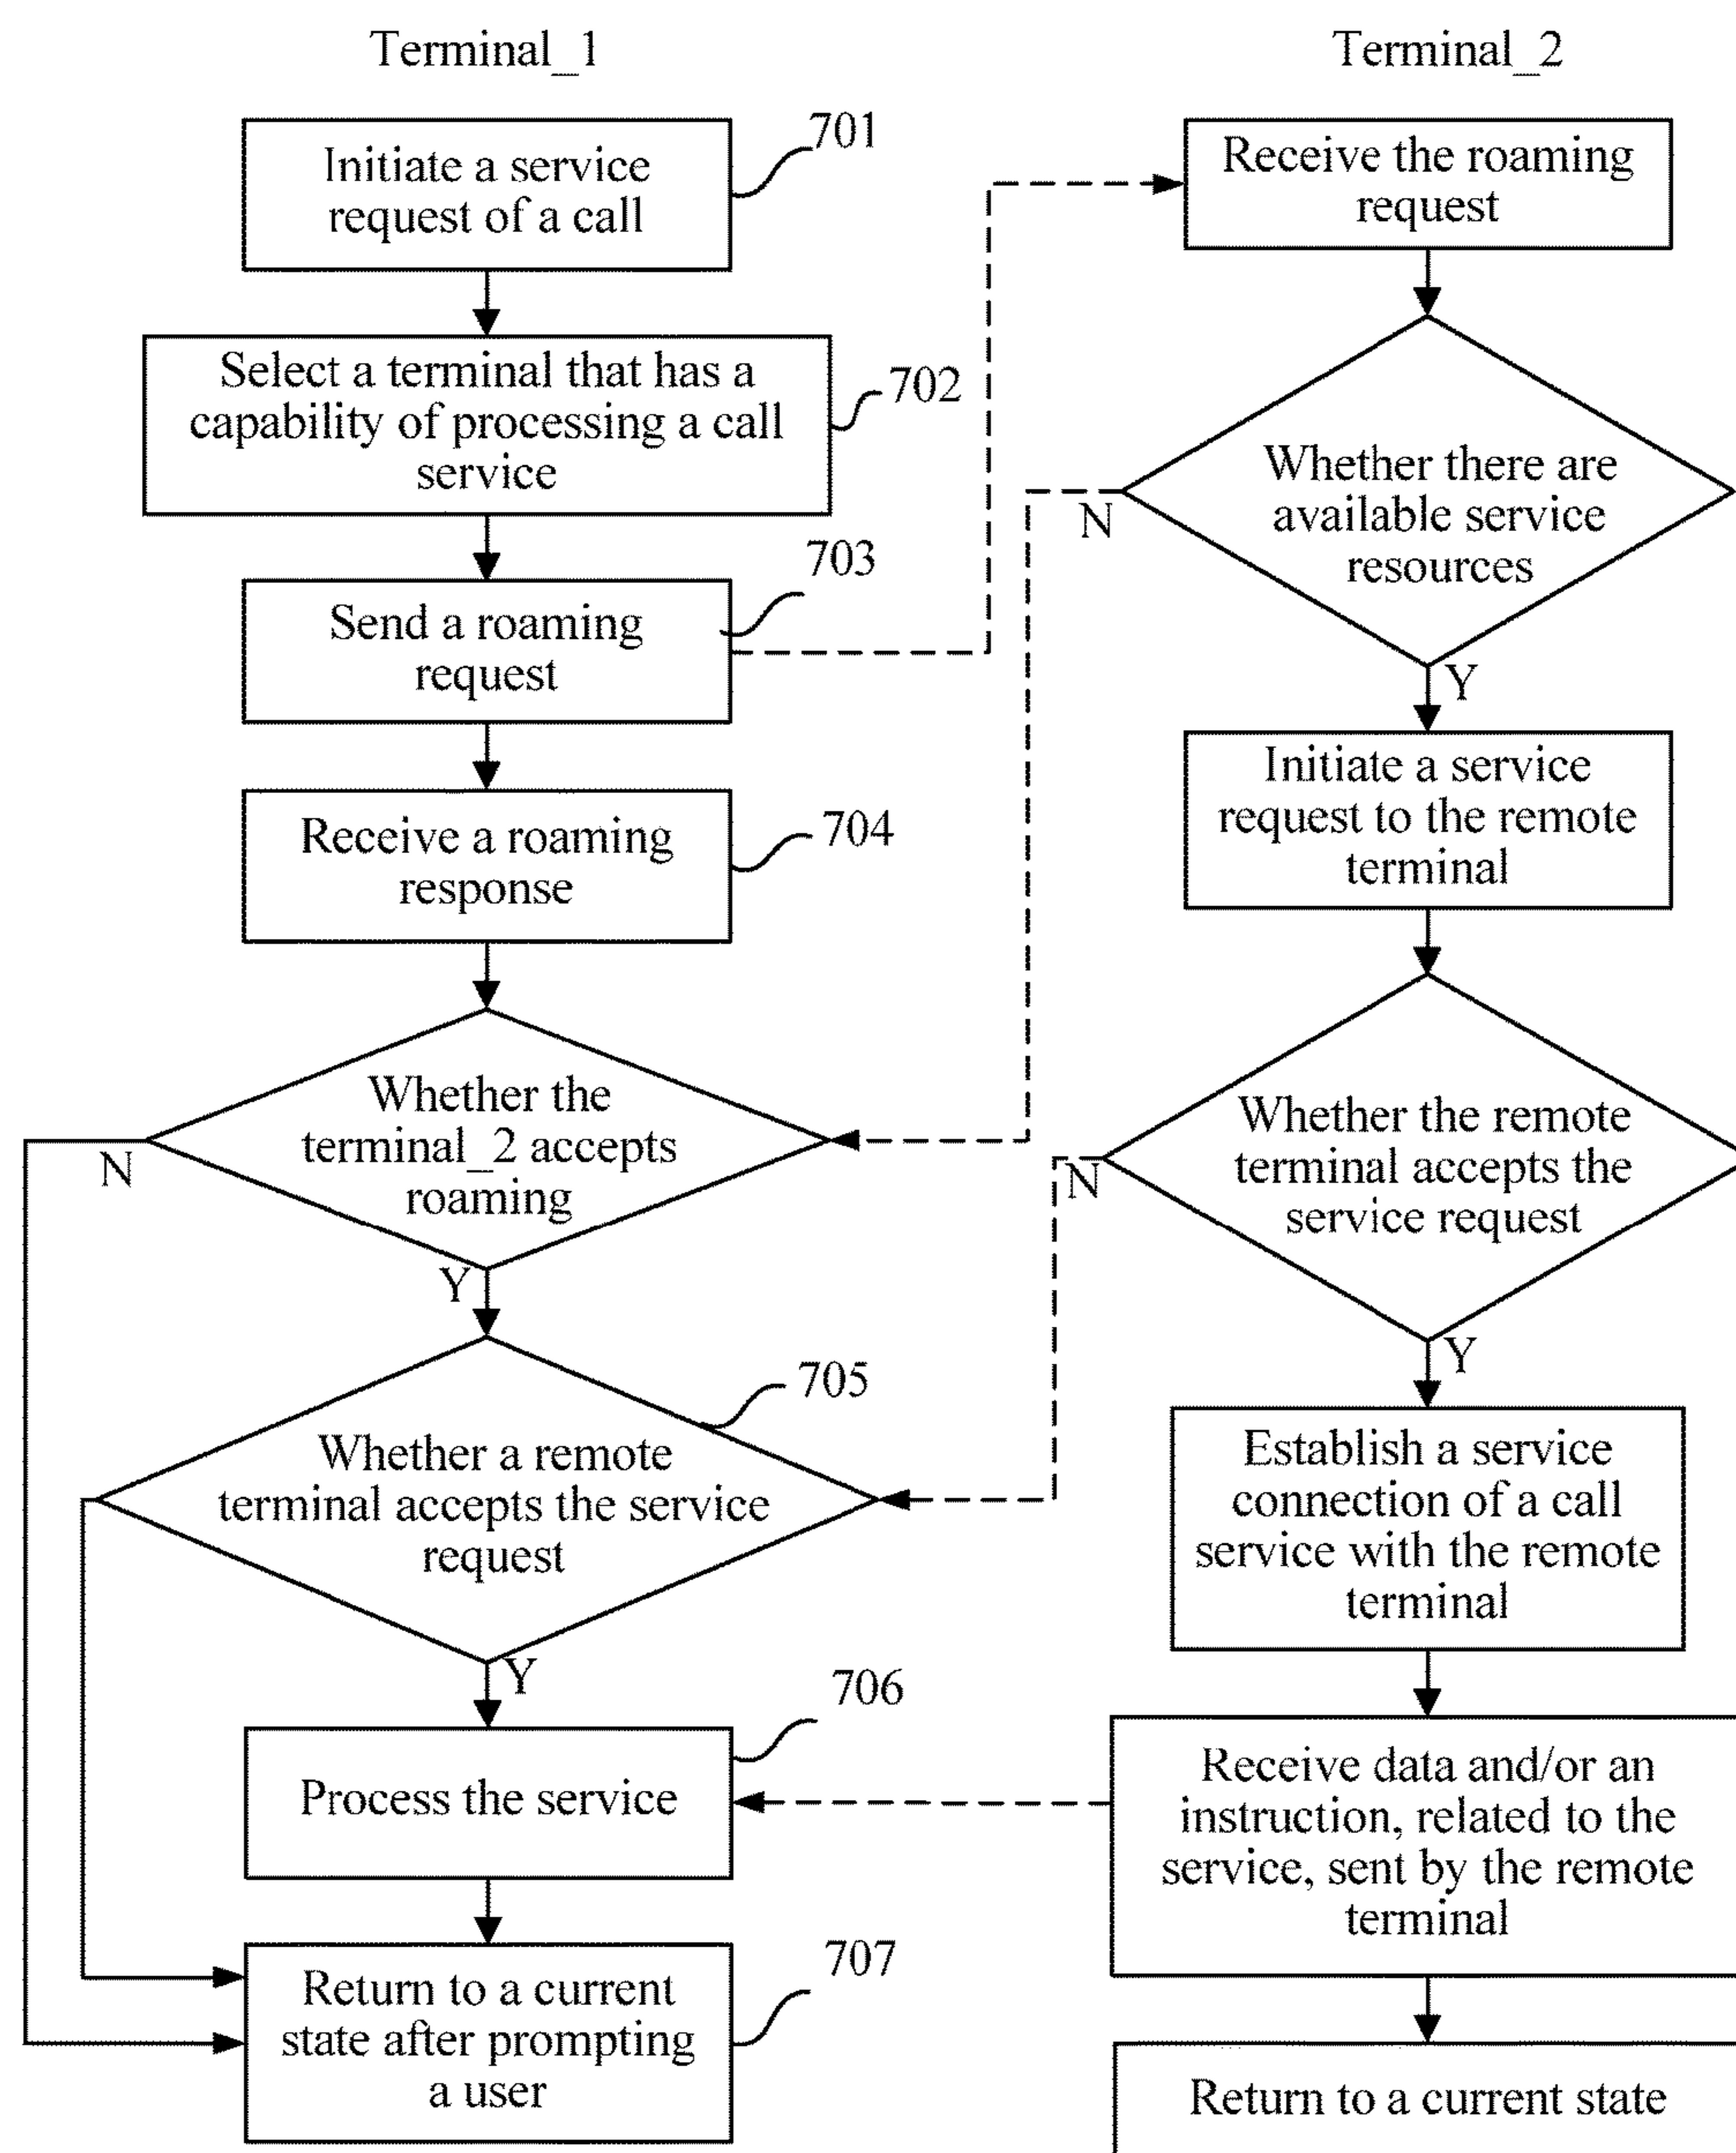 Terminal_1
Initiate a service
request of a call
701
Select a terminal that has a
capability of processing a call
service
702
Send a roaming
request
703
Receive a roaming
response
704
Whether the
terminal_2 accepts
roaming
N
Y
Whether a remote
terminal accepts the service
request
705
Y
Process the service
706
Return to a current
state after prompting
a user
707
Terminal_2
Receive the roaming
request
Whether there are
available service
resources
N
Y
Initiate a service
request to the remote
terminal
Whether the remote
terminal accepts the
service request
N
Y
Establish a service
connection of a call
service with the remote
terminal
Receive data and/or an
instruction, related to the
service, sent by the remote
terminal
Return to a current state